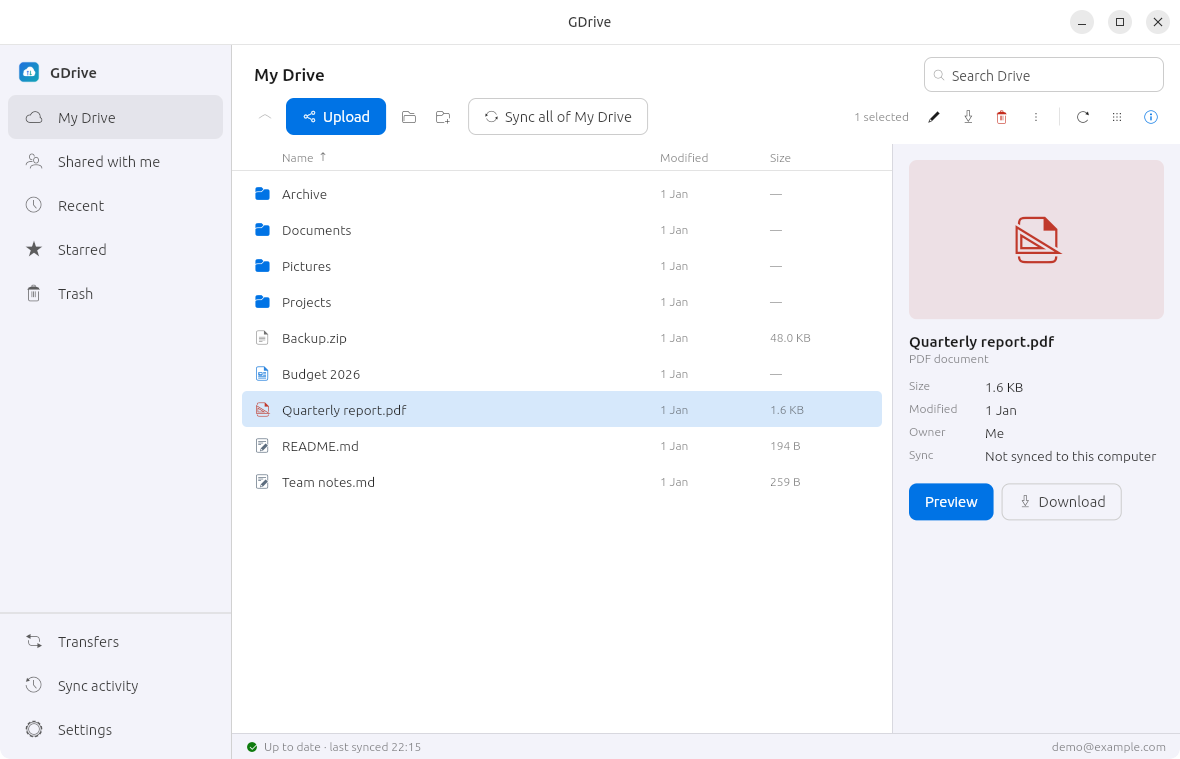 GDrive
GDrive
My Drive
Shared with me
Recent
Starred
Trash
Transfers
Sync activity
Settings
My Drive
Search Drive
Upload
Sync all of My Drive
1 selected
Name ↑ Modified Size
Archive 1 Jan —
Documents 1 Jan —
Pictures 1 Jan —
Projects 1 Jan —
Backup.zip 1 Jan 48.0 KB
Budget 2026 1 Jan —
Quarterly report.pdf 1 Jan 1.6 KB
README.md 1 Jan 194 B
Team notes.md 1 Jan 259 B
Quarterly report.pdf
PDF document
Size 1.6 KB
Modified 1 Jan
Owner Me
Sync Not synced to this computer
Preview Download
Up to date · last synced 22:15
demo@example.com